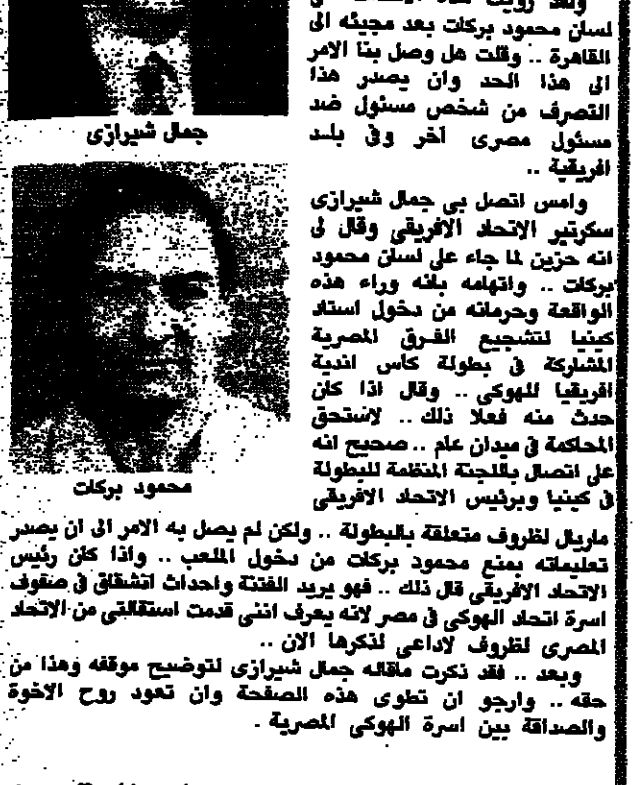 لسان محمود بركات بعد مجيئه الى
القاهرة .. وقلت هل وصل بنا الامر
الى هذا الحد وان يصدر هذا
التصرف من شخص مسئول ضد
مسئول مصرى آخر وفى بلد
افريقية ..
جمال شيرازى
وامس اتصل بى جمال شيرازى
سكرتير الاتحاد الافريقى وقال لى
انه حزين لما جاء على لسان محمود
بركات .. واتهامه بانه وراء هذه
الواقعة وحرمانه من دخول استاد
كينيا لتشجيع الفرق المصرية
المشاركة فى بطولة كاس اندية
افريقيا للهوكى .. وقال اذا كان
حدث منه فعلا ذلك .. لاستحق
المحاكمة فى ميدان عام .. صحيح انه
على اتصال باللجنة المنظمة للبطولة
فى كينيا وبرئيس الاتحاد الافريقى
محمود بركات
ماريال لظروف متعلقة بالبطولة .. ولكن لم يصل به الامر الى ان يصدر
تعليماته بمنع محمود بركات من دخول الملعب .. واذا كان رئيس
الاتحاد الافريقى قال ذلك .. فهو يريد الفتنة واحداث انشقاق فى صفوف
اسرة اتحاد الهوكى فى مصر لانه يعرف اننى قدمت استقالتى من الاتحاد
المصرى لظروف لاداعى لذكرها الان ..
وبعد .. فقد ذكرت ماقاله جمال شيرازى لتوضيح موقفه وهذا من
حقه .. وارجو ان تطوى هذه الصفحة وان تعود روح الاخوة
والصداقة بين اسرة الهوكى المصرية .